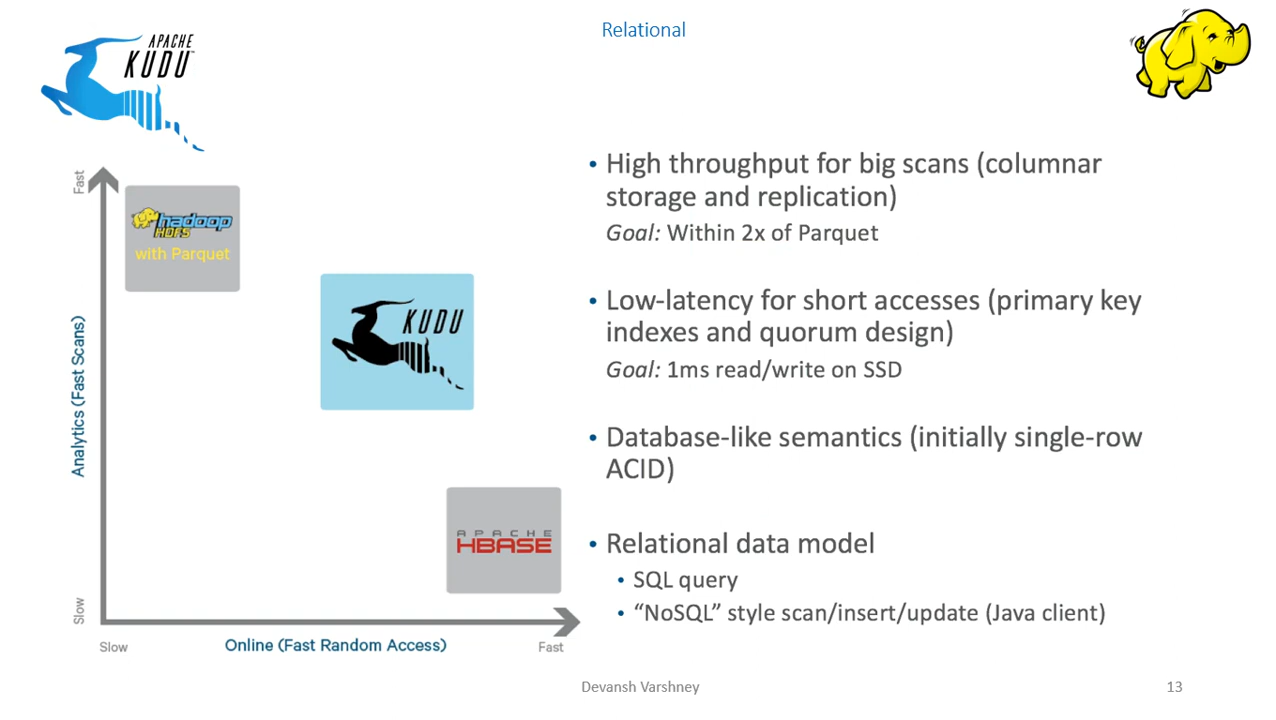 Relational
APACHE
KUDU™
Fast
hadoop
HDFS
with Parquet
KUDU
APACHE
HBASE
Analytics (Fast Scans)
Slow
Slow
Online (Fast Random Access)
Fast
• High throughput for big scans (columnar
storage and replication)
Goal: Within 2x of Parquet
• Low-latency for short accesses (primary key
indexes and quorum design)
Goal: 1ms read/write on SSD
• Database-like semantics (initially single-row
ACID)
• Relational data model
• SQL query
• “NoSQL” style scan/insert/update (Java client)
Devansh Varshney
13